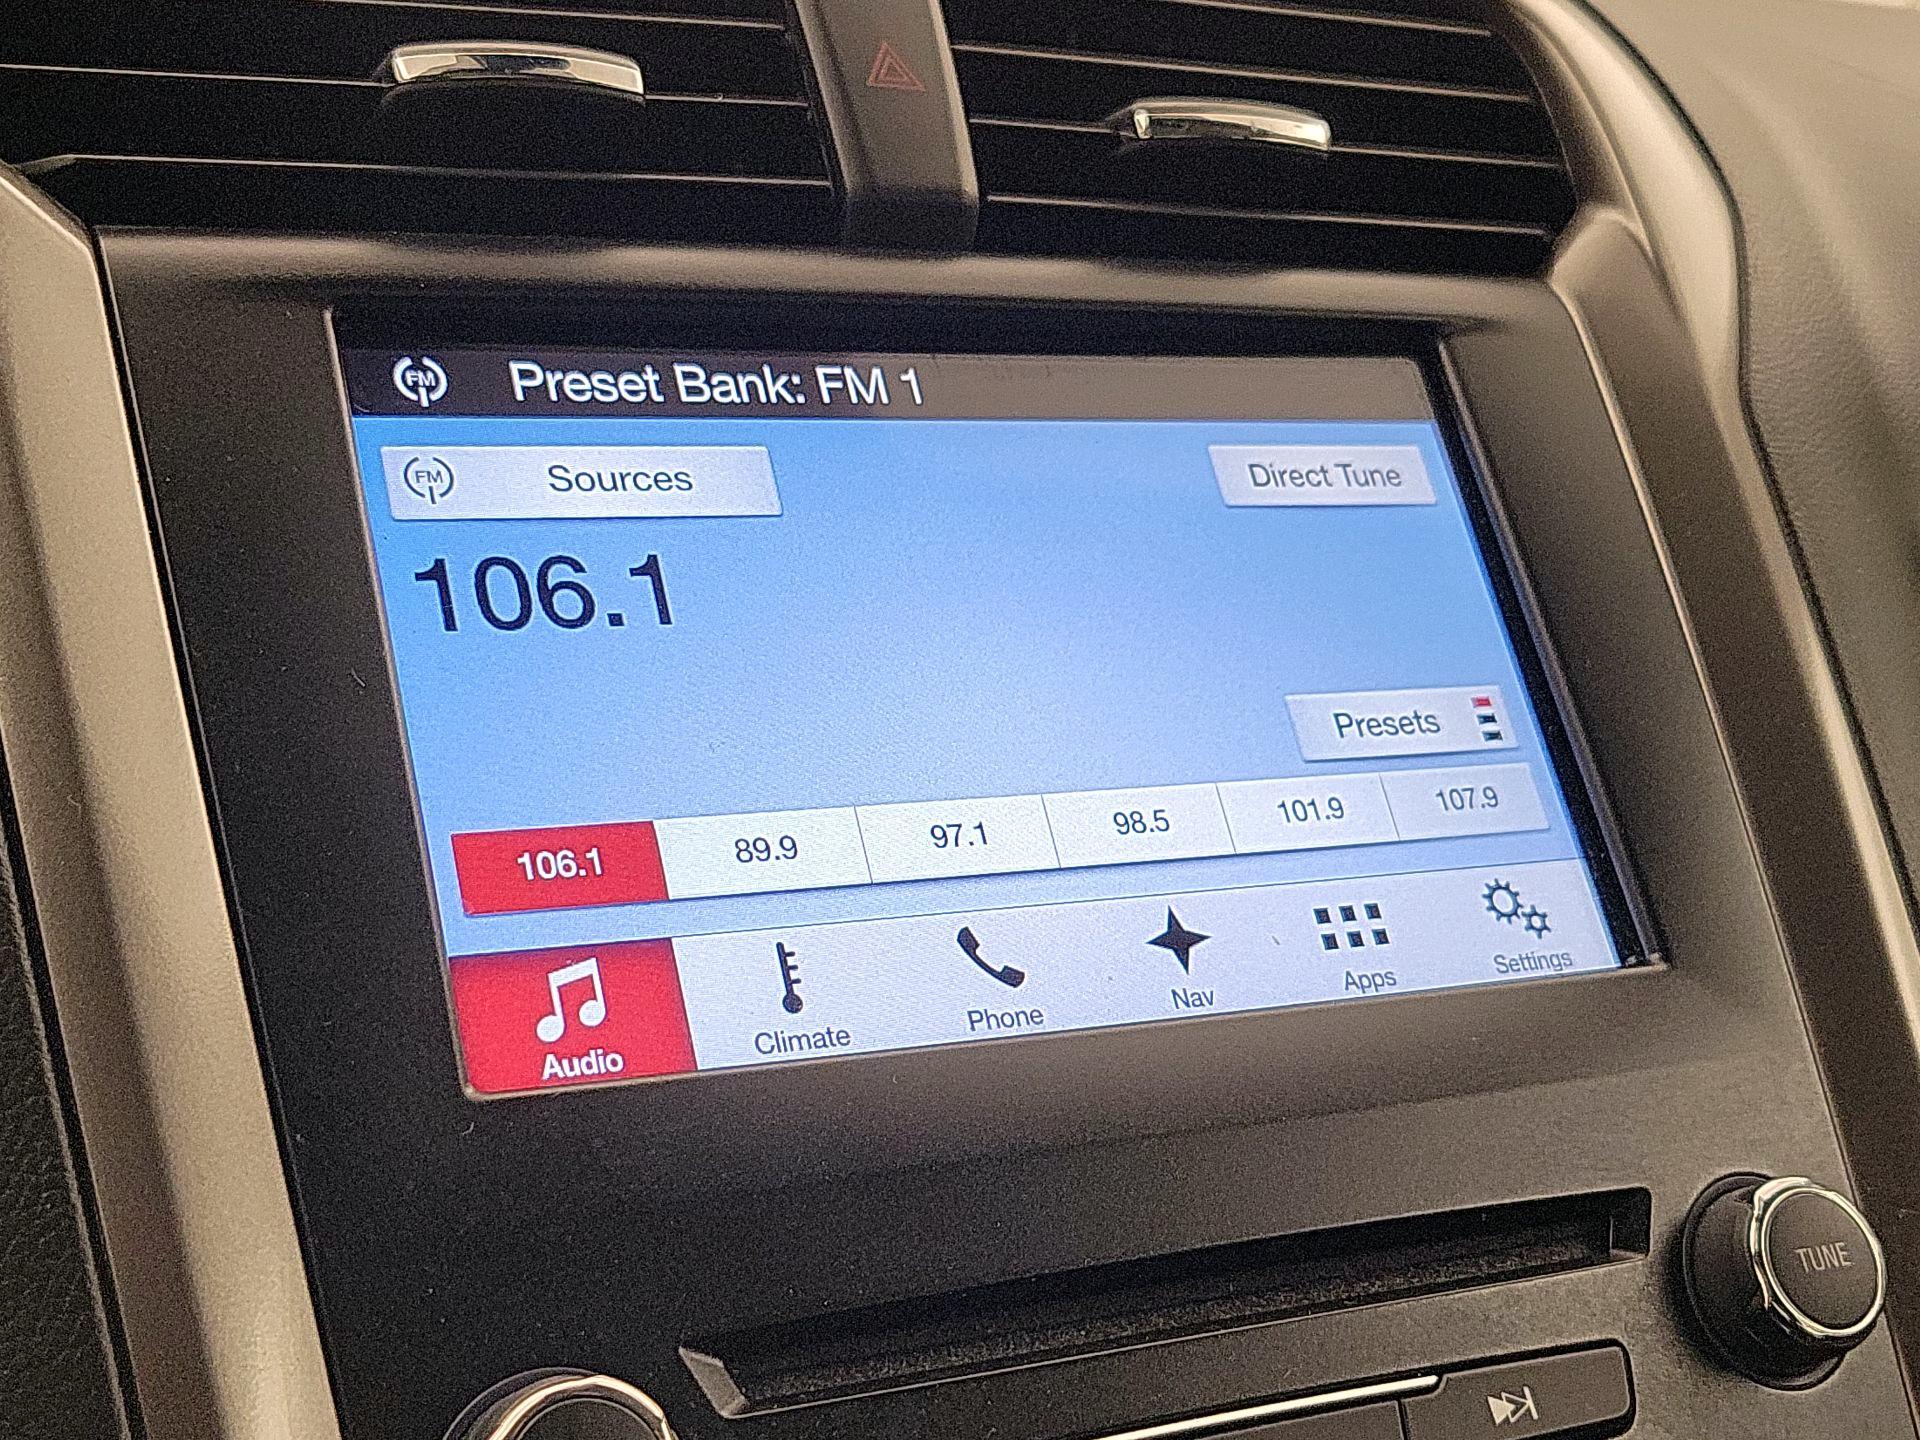 FM Preset Bank: FM 1
FM Sources
Direct Tune
106.1
Presets
106.1 89.9 97.1 98.5 101.9 107.9
Audio Climate Phone Nav Apps Settings
TUNE